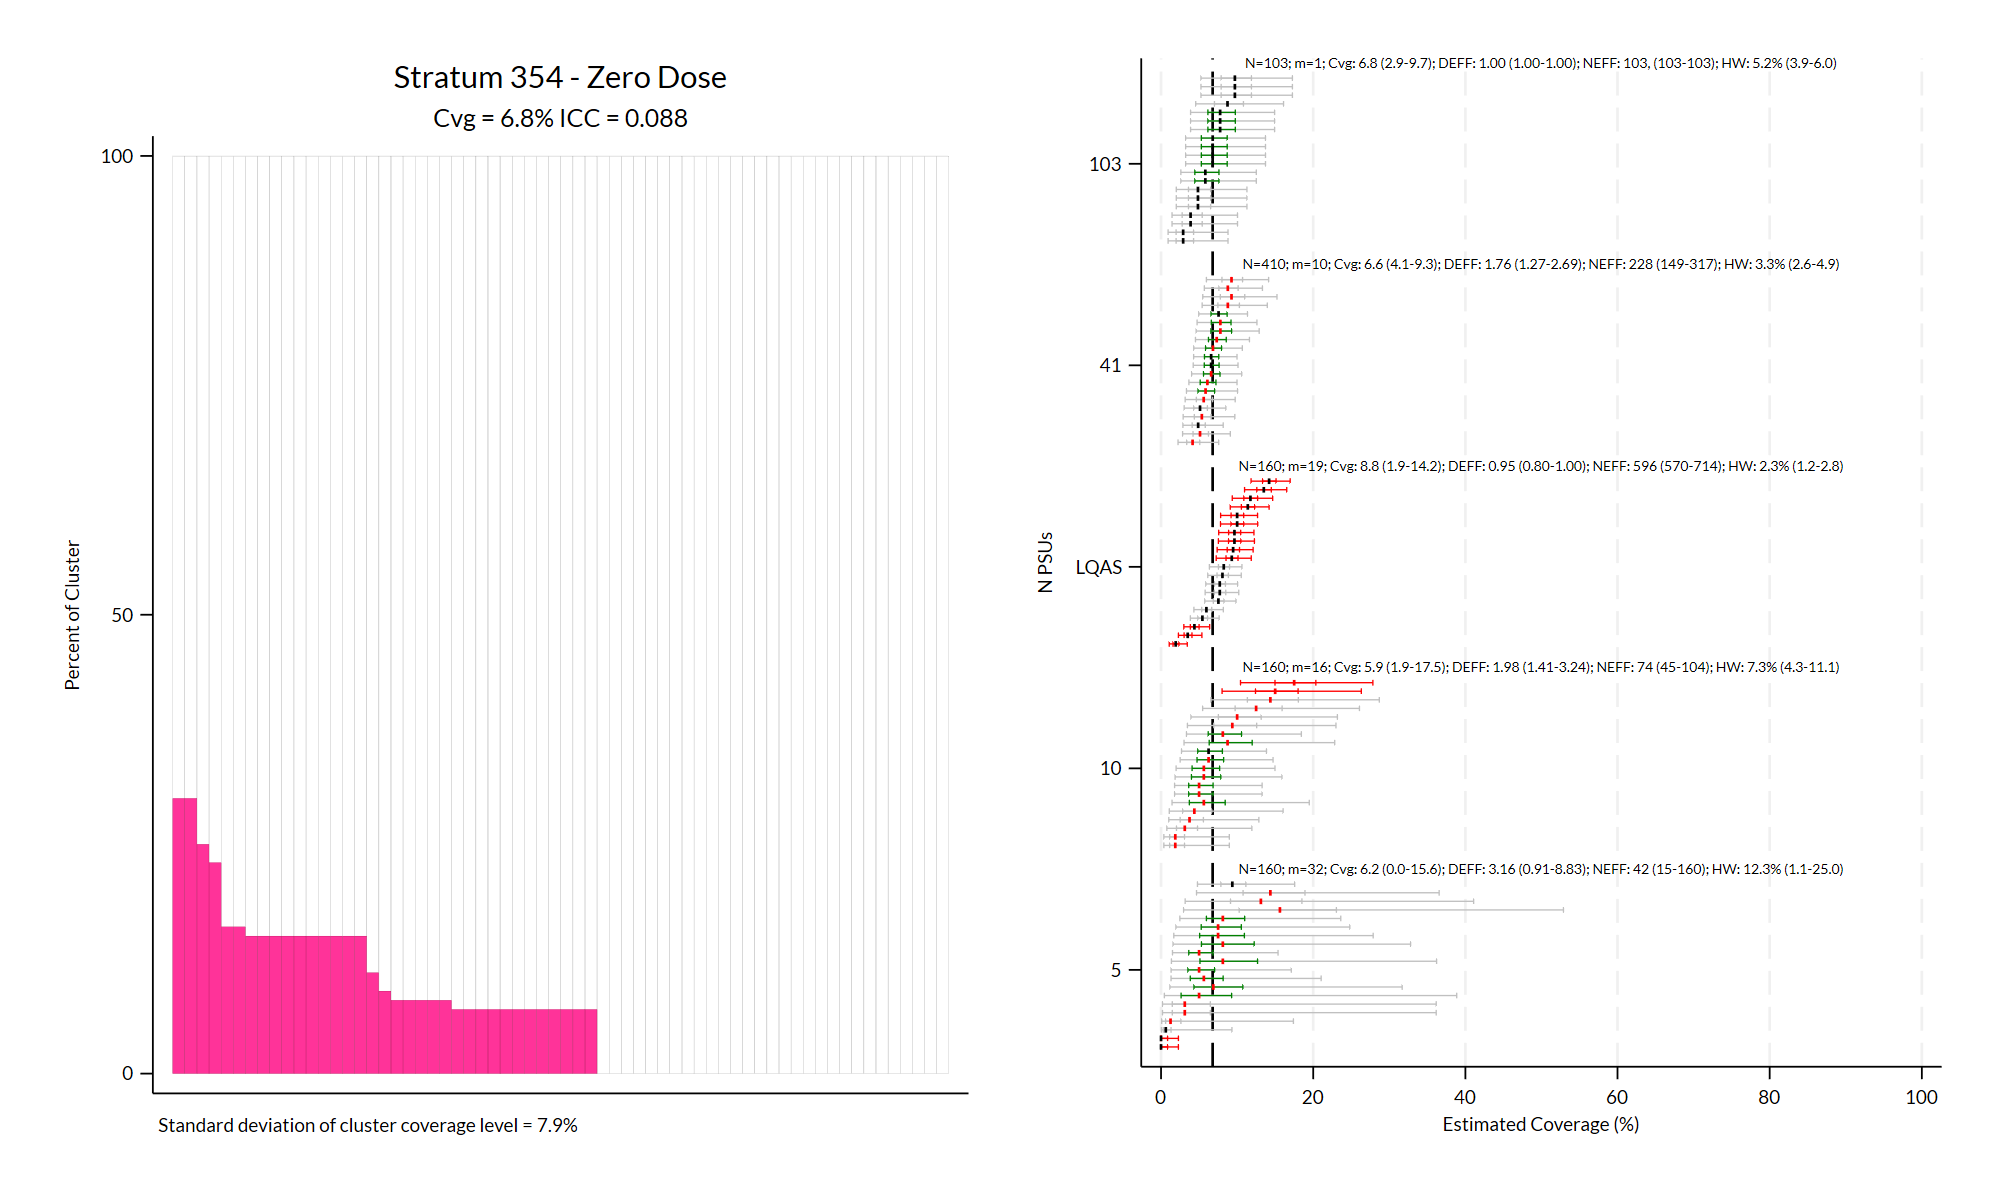 Stratum 354 - Zero Dose
Cvg = 6.8% ICC = 0.088
100
50
0
Percent of Cluster
Standard deviation of cluster coverage level = 7.9%
N=103; m=1; Cvg: 6.8 (2.9-9.7); DEFF: 1.00 (1.00-1.00); NEFF: 103, (103-103); HW: 5.2% (3.9-6.0)
103
N=410; m=10; Cvg: 6.6 (4.1-9.3); DEFF: 1.76 (1.27-2.69); NEFF: 228 (149-317); HW: 3.3% (2.6-4.9)
41
N=160; m=19; Cvg: 8.8 (1.9-14.2); DEFF: 0.95 (0.80-1.00); NEFF: 596 (570-714); HW: 2.3% (1.2-2.8)
N PSUs
LQAS
N=160; m=16; Cvg: 5.9 (1.9-17.5); DEFF: 1.98 (1.41-3.24); NEFF: 74 (45-104); HW: 7.3% (4.3-11.1)
10
N=160; m=32; Cvg: 6.2 (0.0-15.6); DEFF: 3.16 (0.91-8.83); NEFF: 42 (15-160); HW: 12.3% (1.1-25.0)
5
0 20 40 60 80 100
Estimated Coverage (%)